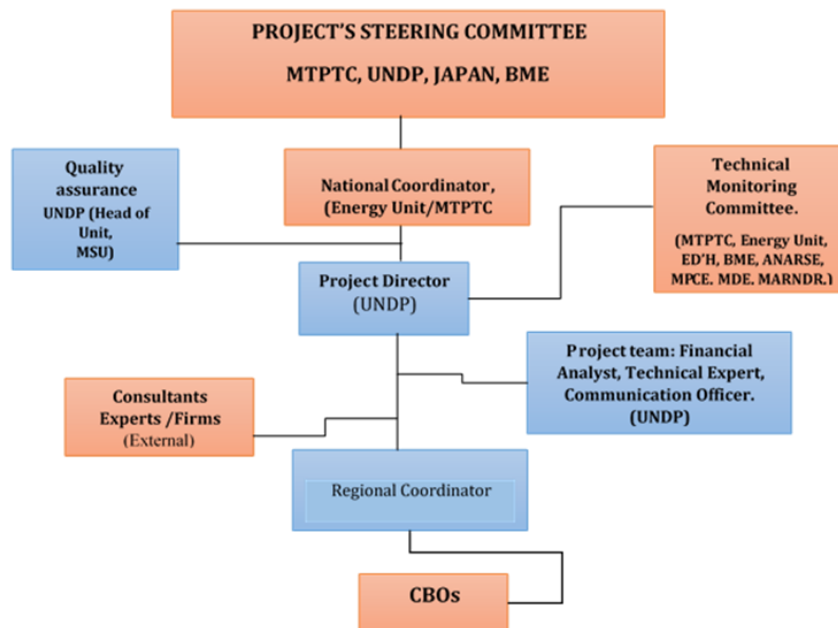 PROJECT'S STEERING COMMITTEE
MTPTC, UNDP, JAPAN, BME
Quality
assurance
UNDP (Head of
Unit,
MSU)
National Coordinator,
(Energy Unit/MTPTC
Technical
Monitoring
Committee.
(MTPTC, Energy Unit,
ED'H, BME, ANARSE,
MPCE, MDE, MARNDR.)
Project Director
(UNDP)
Project team: Financial
Analyst, Technical Expert,
Communication Officer.
(UNDP)
Consultants
Experts /Firms
(External)
Regional Coordinator
CBOs